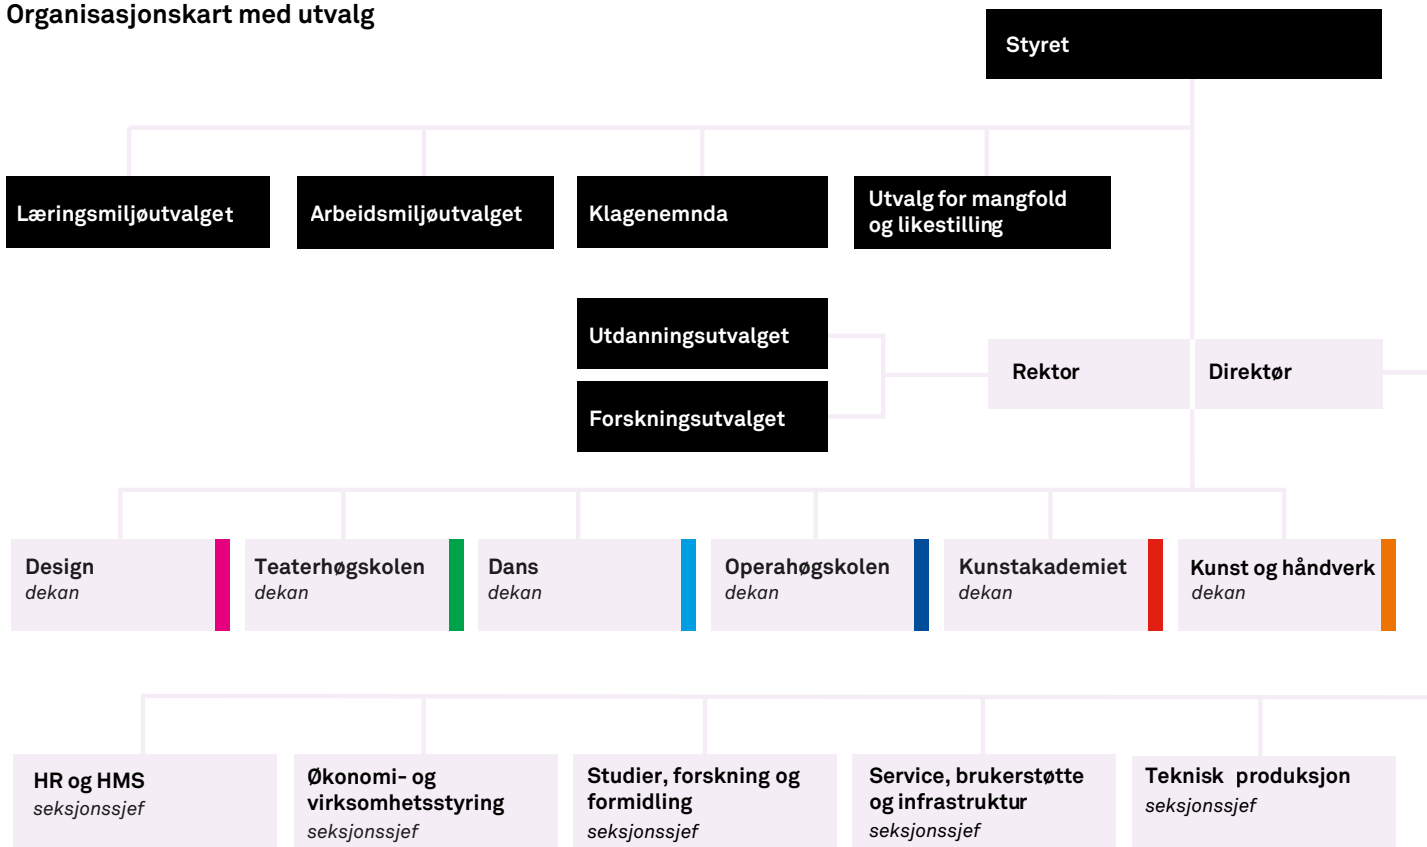 Organisasjonskart med utvalg
Styret
Læringsmiljøutvalget
Arbeidsmiljøutvalget
Klagenemnda
Utvalg for mangfold
og likestilling
Utdanningsutvalget
Forskningsutvalget
Rektor
Direktør
Design
dekan
Teaterhøgskolen
dekan
Dans
dekan
Operahøgskolen
dekan
Kunstakademiet
dekan
Kunst og håndverk
dekan
HR og HMS
seksjonssjef
Økonomi- og
virksomhetsstyring
seksjonssjef
Studier, forskning og
formidling
seksjonssjef
Service, brukerstøtte
og infrastruktur
seksjonssjef
Teknisk produksjon
seksjonssjef